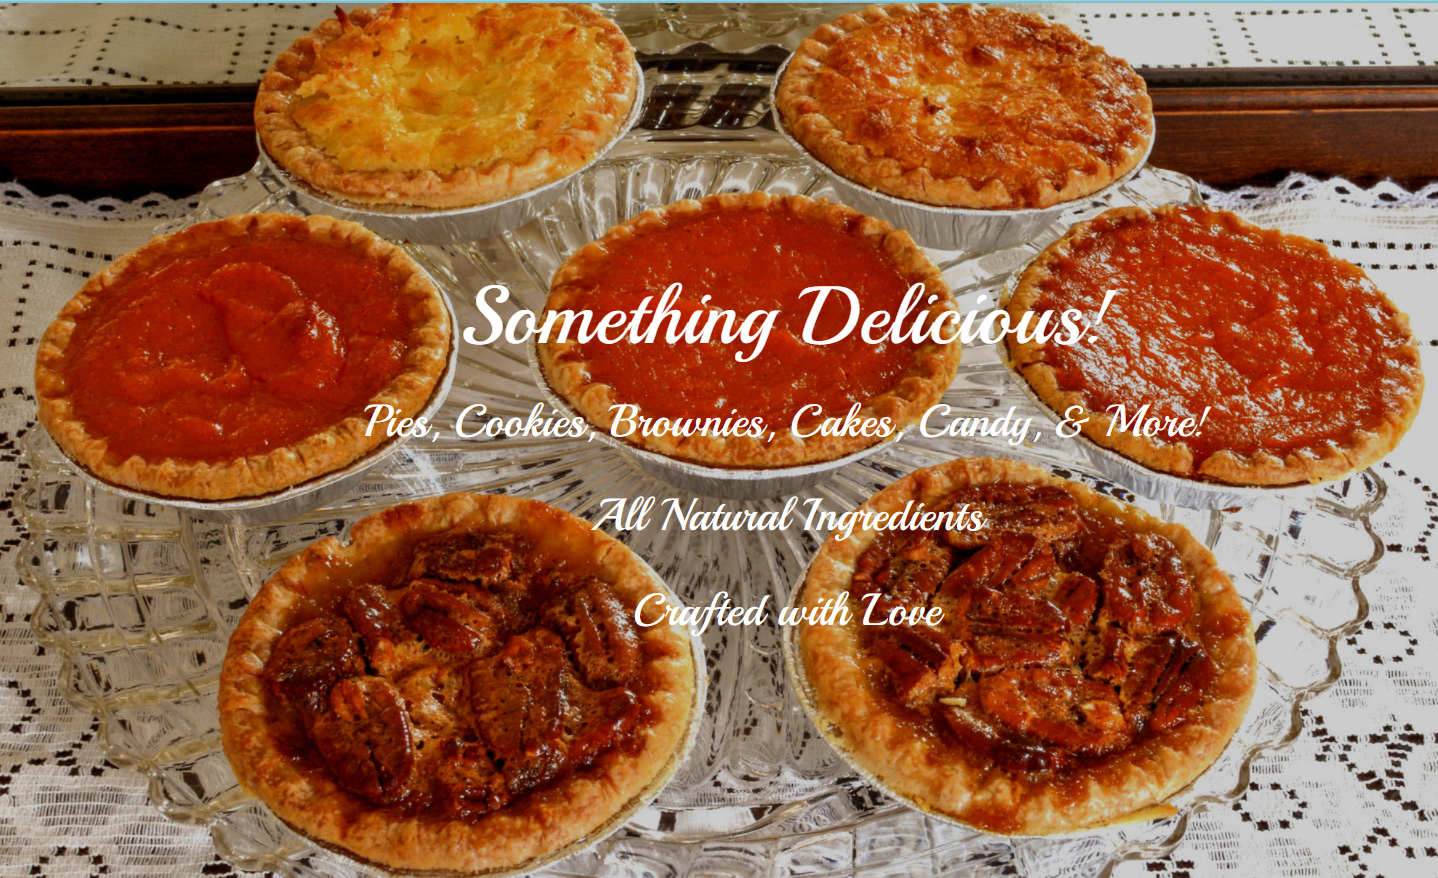 Something Delicious!
Pies, Cookies, Brownies, Cakes, Candy, & More!
All Natural Ingredients
Crafted with Love